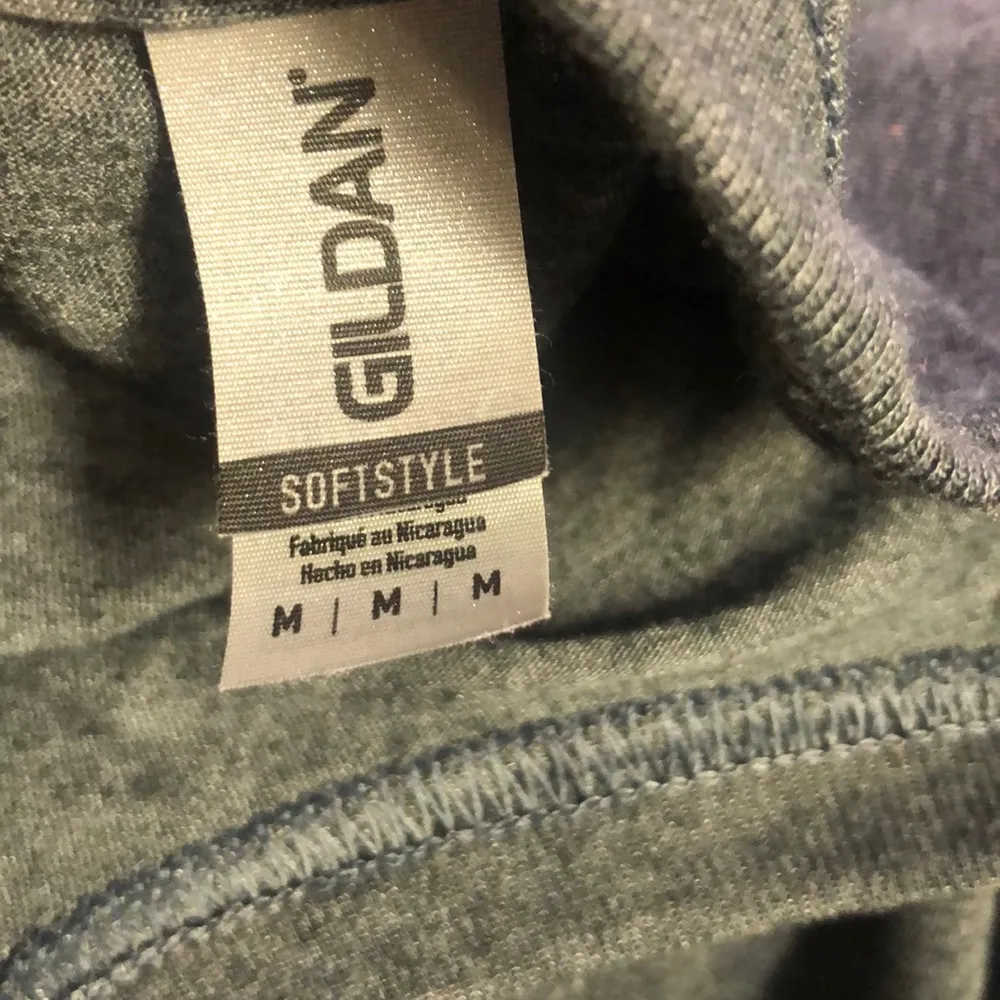 GILDAN®
SOFTSTYLE
Fabriqué au Nicaragua
Hecho en Nicaragua
M | M | M